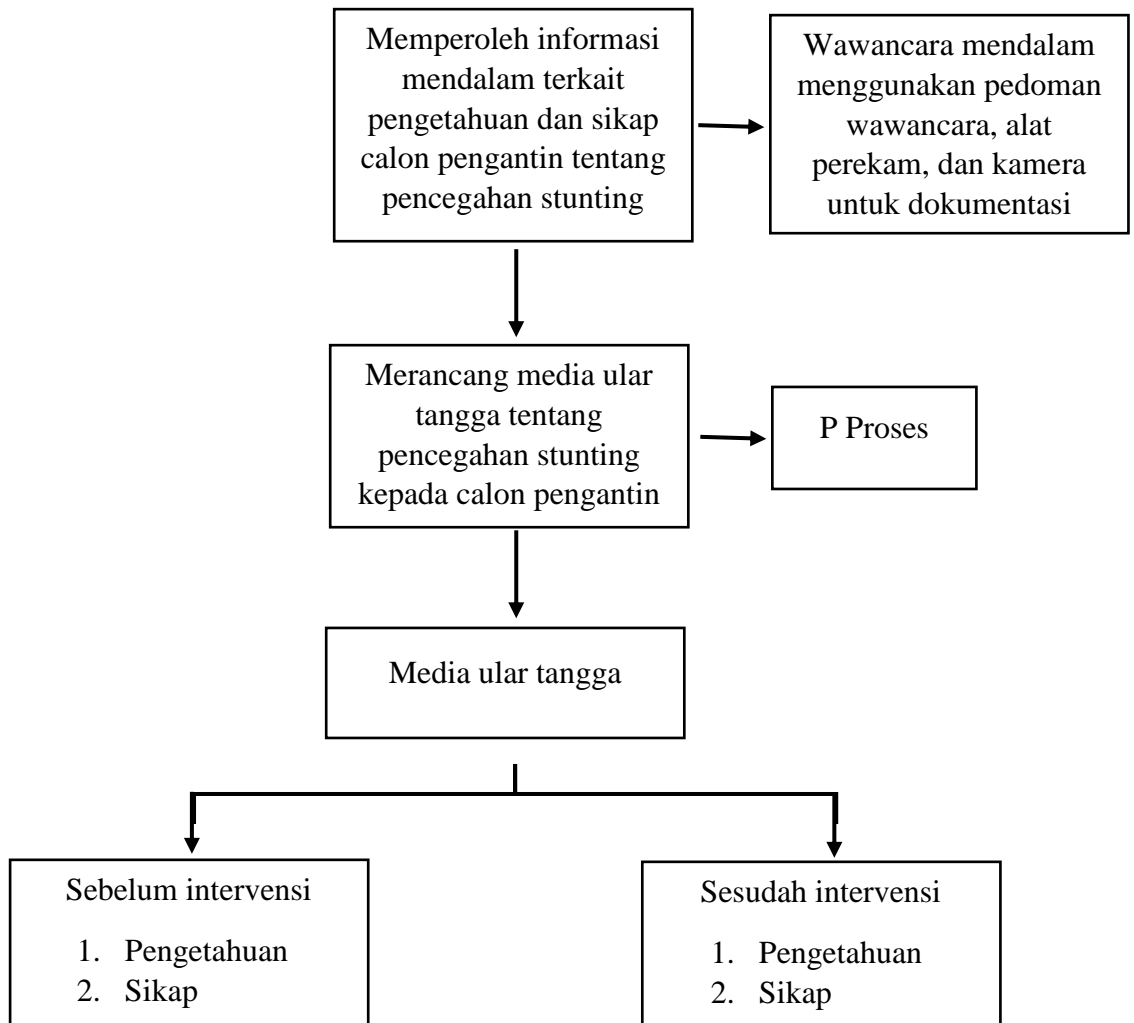 Memperoleh informasi
mendalam terkait
pengetahuan dan sikap
calon pengantin tentang
pencegahan stunting
Wawancara mendalam
menggunakan pedoman
wawancara, alat
perekam, dan kamera
untuk dokumentasi
Merancang media ular
tangga tentang
pencegahan stunting
kepada calon pengantin
P Proses
Media ular tangga
Sebelum intervensi
1. Pengetahuan
2. Sikap
Sesudah intervensi
1. Pengetahuan
2. Sikap